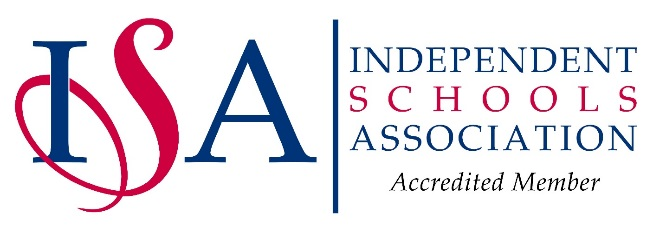 ISA
INDEPENDENT
SCHOOLS
ASSOCIATION
Accredited Member